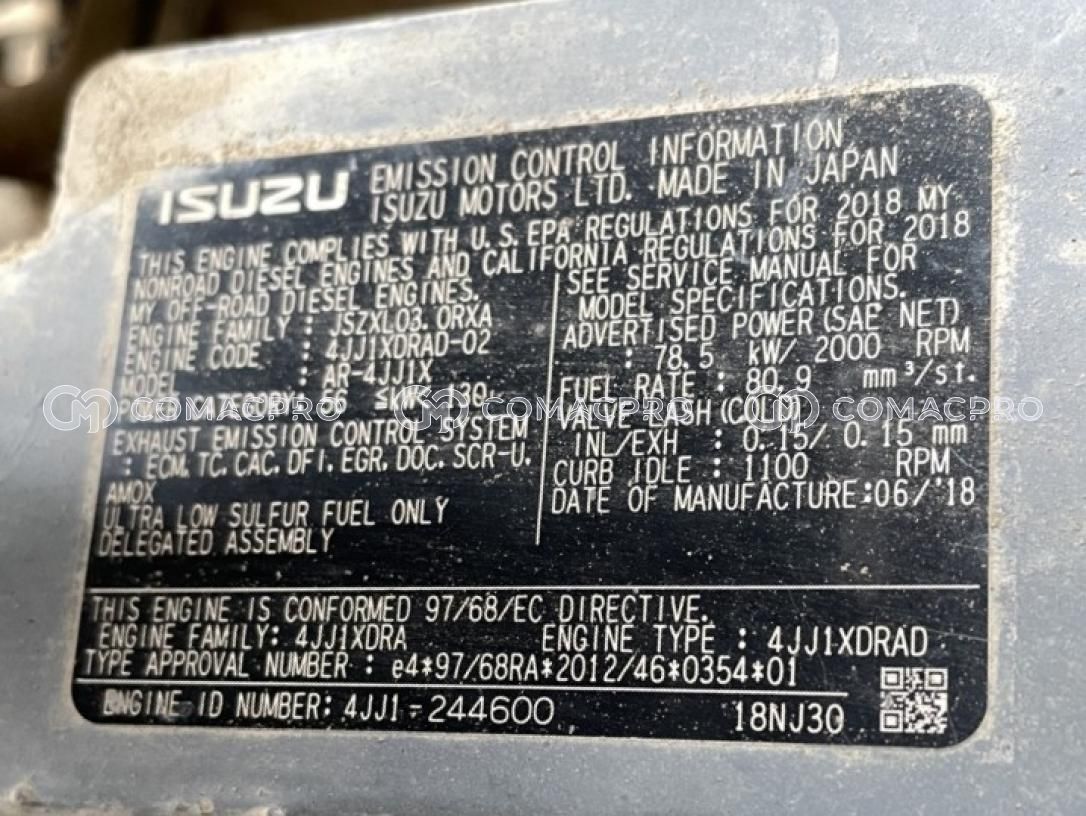 ISUZU EMISSION CONTROL INFORMATION
ISUZU MOTORS LTD. MADE IN JAPAN
THIS ENGINE COMPLIES WITH U.S.EPA REGULATIONS FOR 2018 MY
NONROAD DIESEL ENGINES AND CALIFORNIA REGULATIONS FOR 2018
MY OFF-ROAD DIESEL ENGINES.
ENGINE FAMILY : JSZXL03.0RXA
ENGINE CODE : 4JJ1XDRAD-02
MODEL : AR-4JJ1X
POWER CATEGORY: 56 ≤kW< 130
EXHAUST EMISSION CONTROL SYSTEM
: ECM. TC. CAC. DFI. EGR. DOC. SCR-U.
AMOX
ULTRA LOW SULFUR FUEL ONLY
DELEGATED ASSEMBLY
SEE SERVICE MANUAL FOR
MODEL SPECIFICATIONS.
ADVERTISED POWER (SAE NET)
: 78.5 kW/ 2000 RPM
FUEL RATE : 80.9 mm³/st.
VALVE LASH (COLD)
INL/EXH : 0.15/ 0.15 mm
CURB IDLE : 1100 RPM
DATE OF MANUFACTURE:06/'18
COMACPRO COMACPRO COMACPRO COMACPRO
THIS ENGINE IS CONFORMED 97/68/EC DIRECTIVE.
ENGINE FAMILY: 4JJ1XDRA ENGINE TYPE : 4JJ1XDRAD
TYPE APPROVAL NUMBER : e4*97/68RA*2012/46*0354*01
ENGINE ID NUMBER: 4JJ1-244600 18NJ30